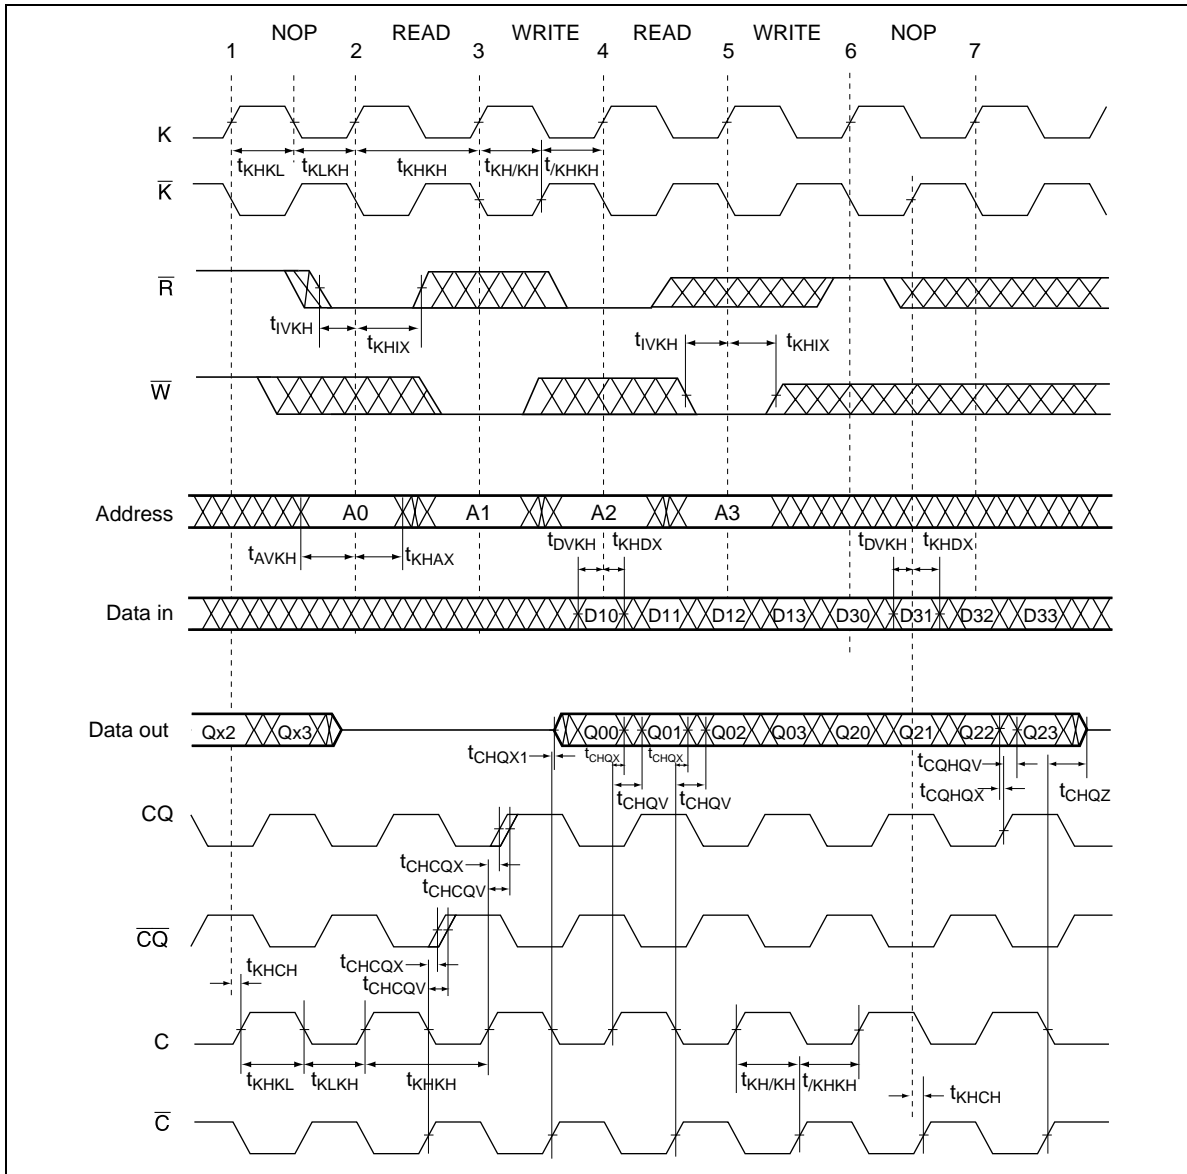 NOP READ WRITE READ WRITE NOP
1 2 3 4 5 6 7
K
tKHKL tKLKH tKHKH tKH/KH t/KHKH
K̅
R̅
tIVKH tKHIX tIVKH tKHIX
W̅
Address A0 A1 A2 A3
tAVKH tKHAX tDVKH tKHDX tDVKH tKHDX
Data in D10 D11 D12 D13 D30 D31 D32 D33
Data out Qx2 Qx3 Q00 Q01 Q02 Q03 Q20 Q21 Q22 Q23
tCHQX1 tCHQX tCHQX tCQHQV
tCHQV tCHQV tCQHQX tCHQZ
CQ
tCHCQX
tCHCQV
C̅Q̅
tKHCH tCHCQX
tCHCQV
C
tKHKL tKLKH tKHKH tKH/KH t/KHKH
tKHCH
C̅